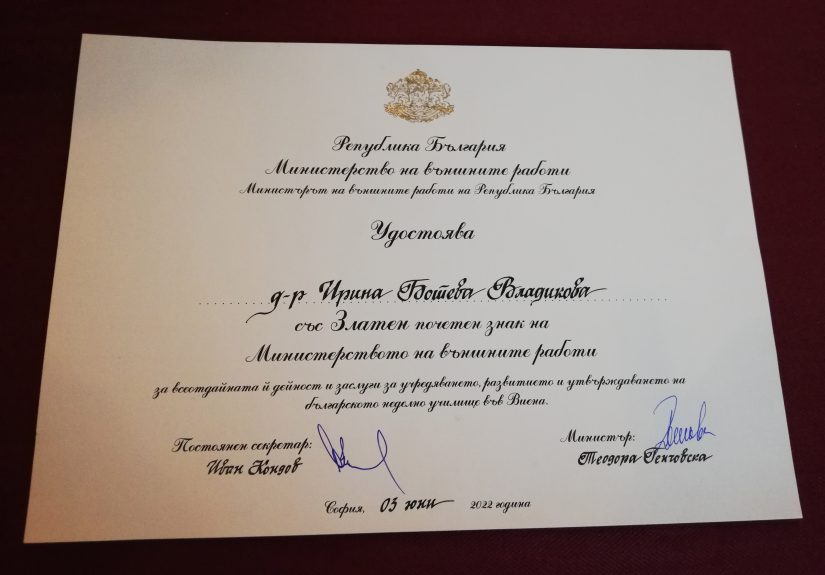 Република България
Министерство на външните работи
Министърът на външните работи на Република България
Удостоява
д-р Ирина Ботева Владикова
със Златен почетен знак на
Министерството на външните работи
за всеотдайната ѝ дейност и заслуги за учредяването, развитието и утвърждаването на
българското неделно училище във Виена.
Постоянен секретар:
Иван Кондов
Министър:
Теодора Генчовска
София, 03 юни 2022 година